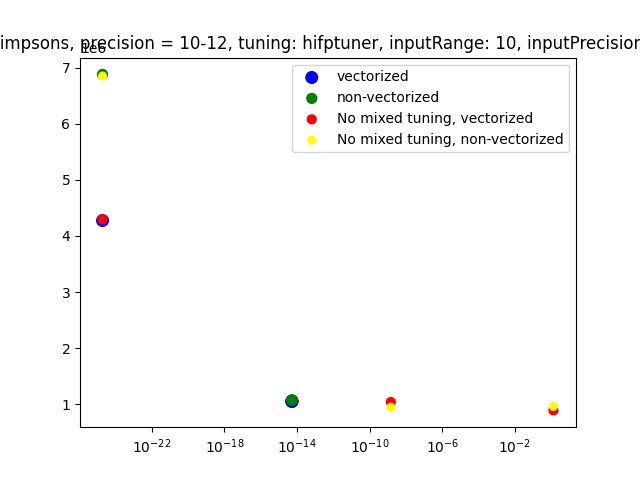 impsons, precision = 10-12, tuning: hifptuner, inputRange: 10, inputPrecision
1e6
vectorized
non-vectorized
No mixed tuning, vectorized
No mixed tuning, non-vectorized
7
6
5
4
3
2
1
10⁻²² 10⁻¹⁸ 10⁻¹⁴ 10⁻¹⁰ 10⁻⁶ 10⁻²